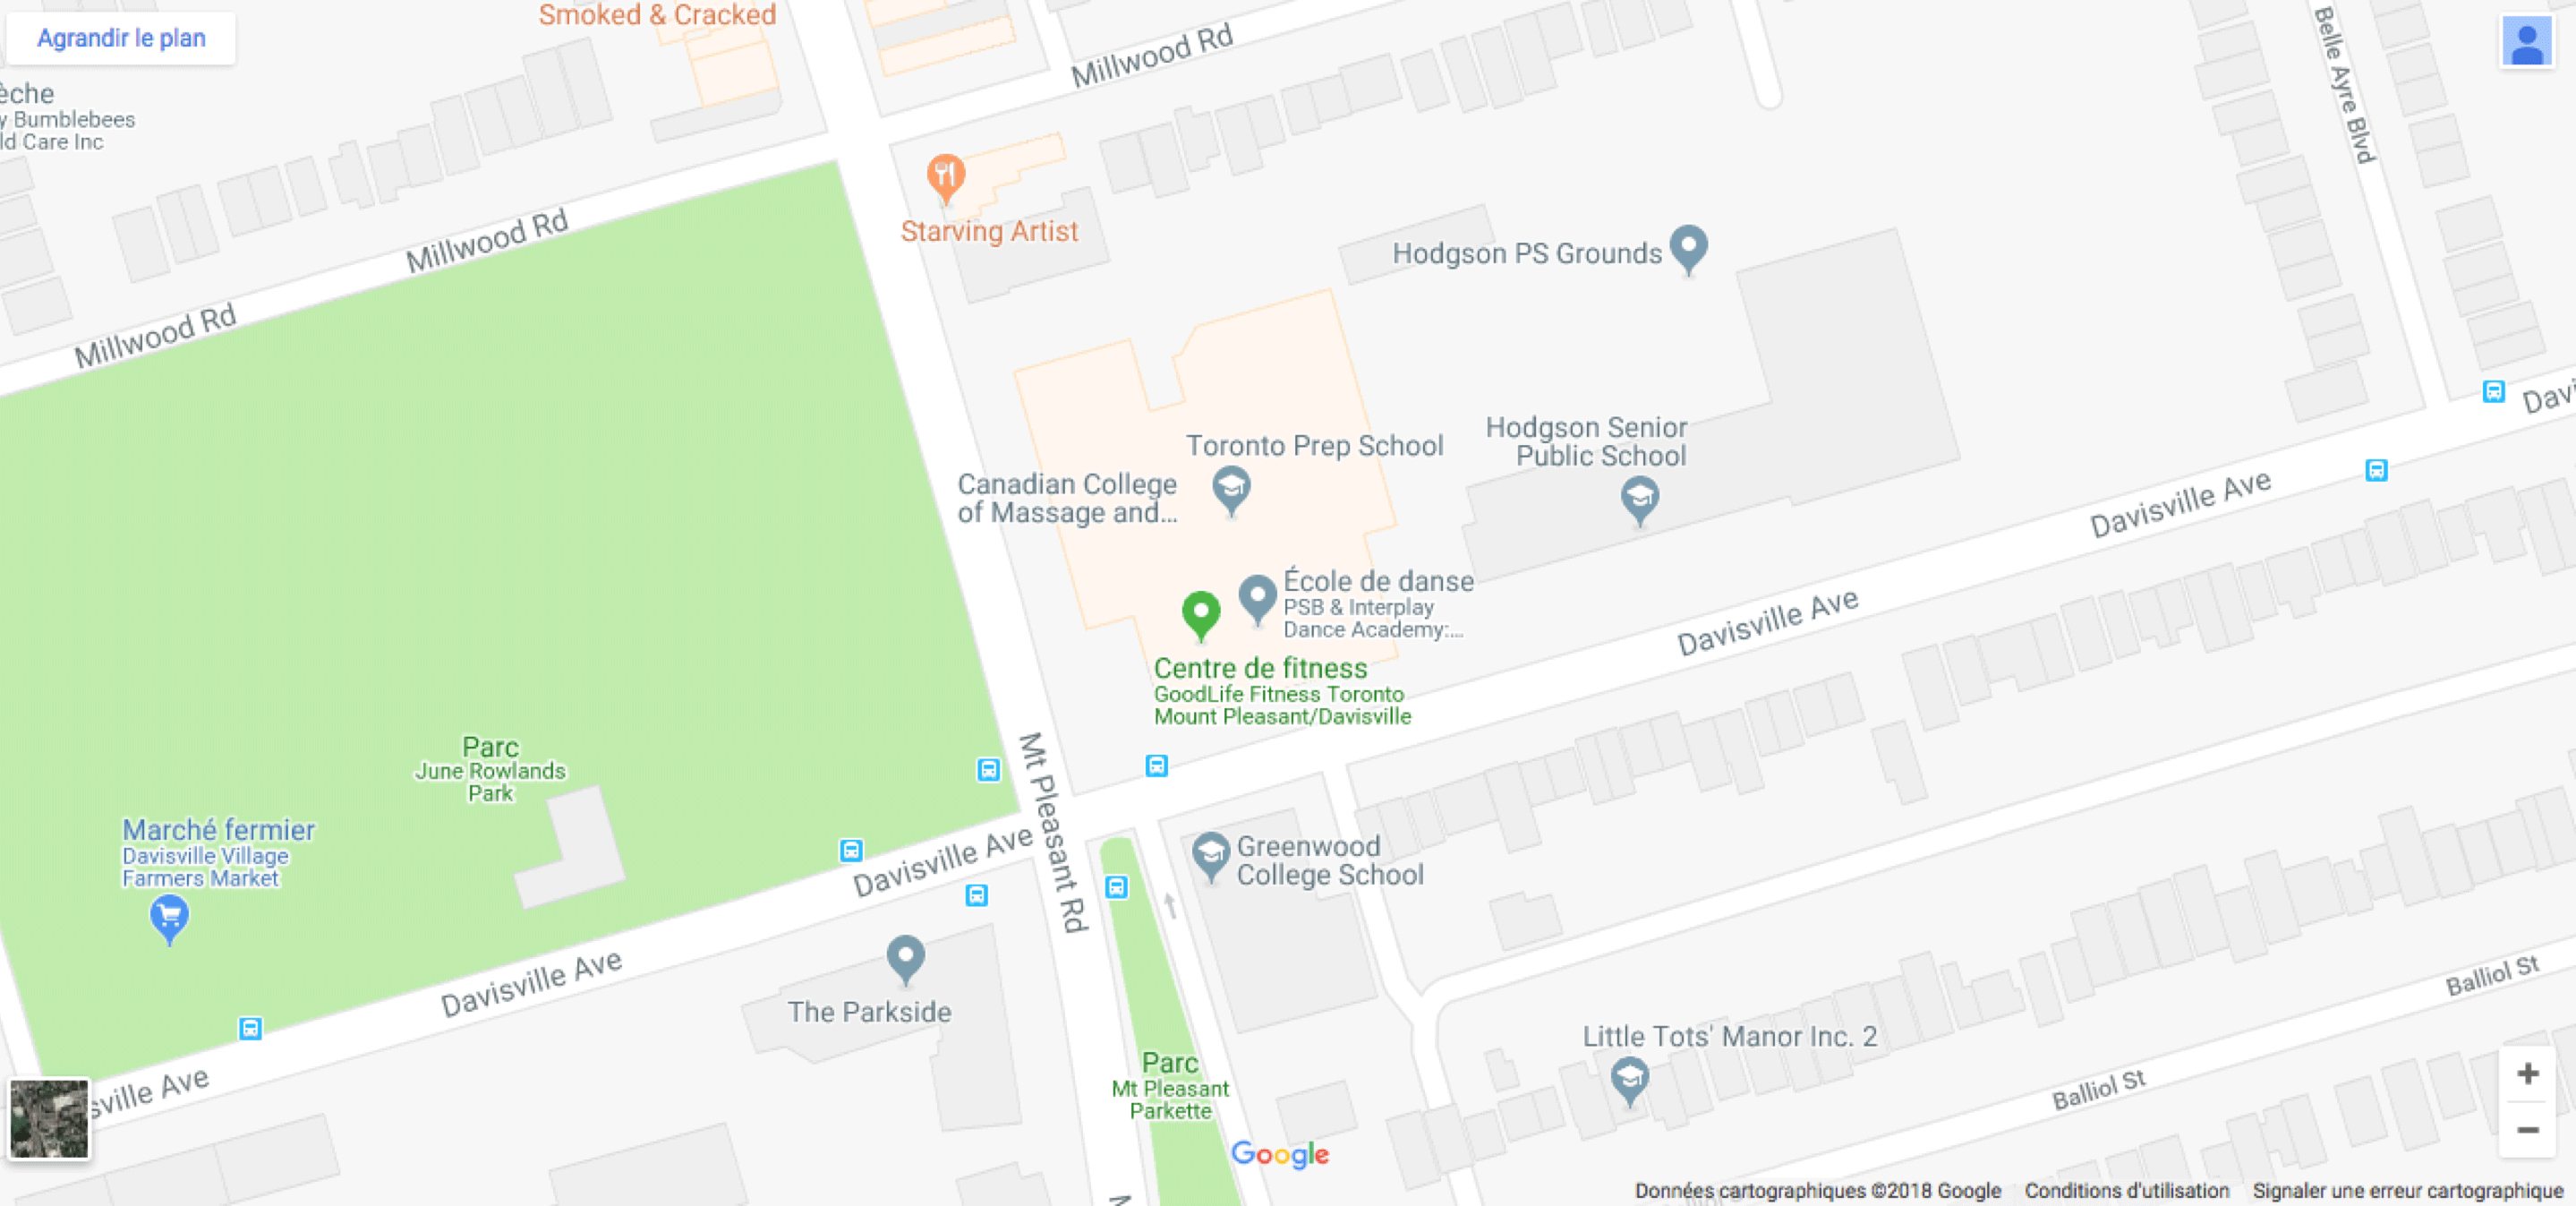 Agrandir le plan
Smoked & Cracked
Millwood Rd
Belle Ayre Blvd
èche
y Bumblebees
ld Care Inc
Starving Artist
Millwood Rd
Hodgson PS Grounds
Millwood Rd
Davi
Toronto Prep School
Hodgson Senior
Public School
Canadian College
of Massage and...
Davisville Ave
École de danse
PSB & Interplay
Dance Academy:...
Davisville Ave
Centre de fitness
GoodLife Fitness Toronto
Mount Pleasant/Davisville
Parc
June Rowlands
Park
Mt Pleasant Rd
Marché fermier
Davisville Village
Farmers Market
Davisville Ave
Greenwood
College School
Davisville Ave
The Parkside
Balliol St
Little Tots' Manor Inc. 2
Parc
Mt Pleasant
Parkette
sville Ave
Balliol St
Google
Données cartographiques ©2018 Google
Conditions d'utilisation
Signaler une erreur cartographique